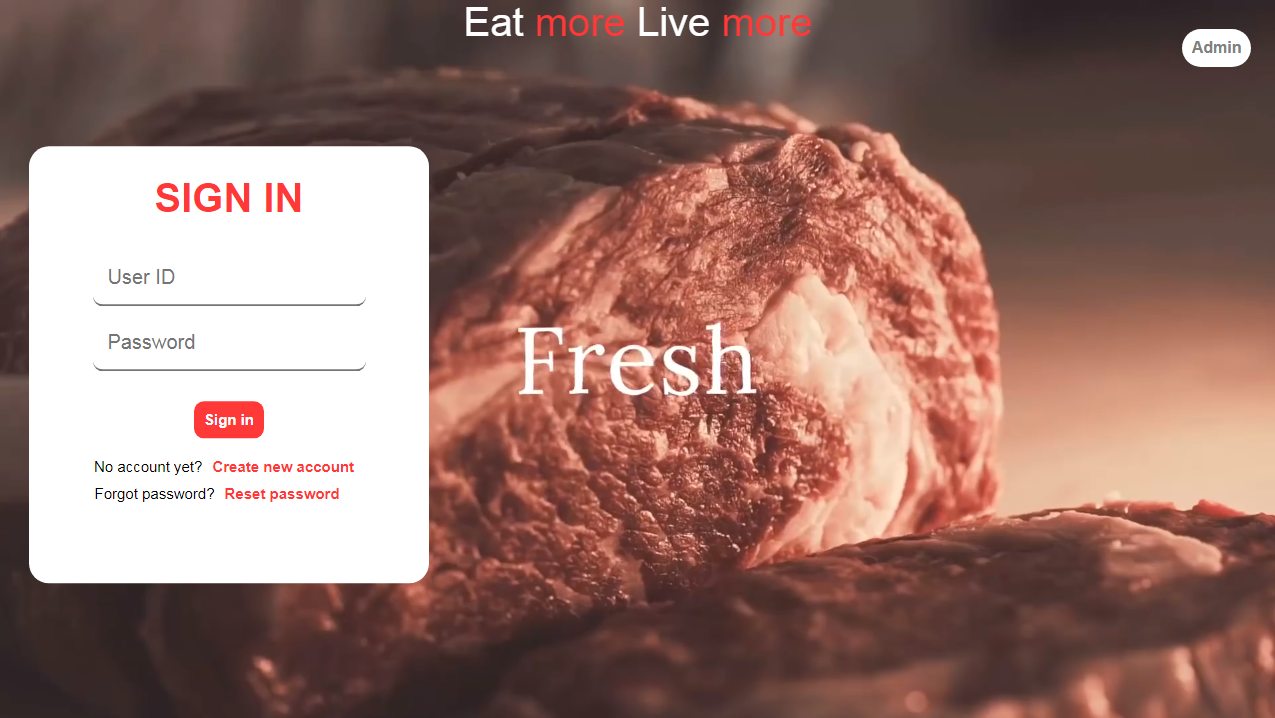 Eat more Live more
Admin
SIGN IN
User ID
Password
Fresh
Sign in
No account yet? Create new account
Forgot password? Reset password